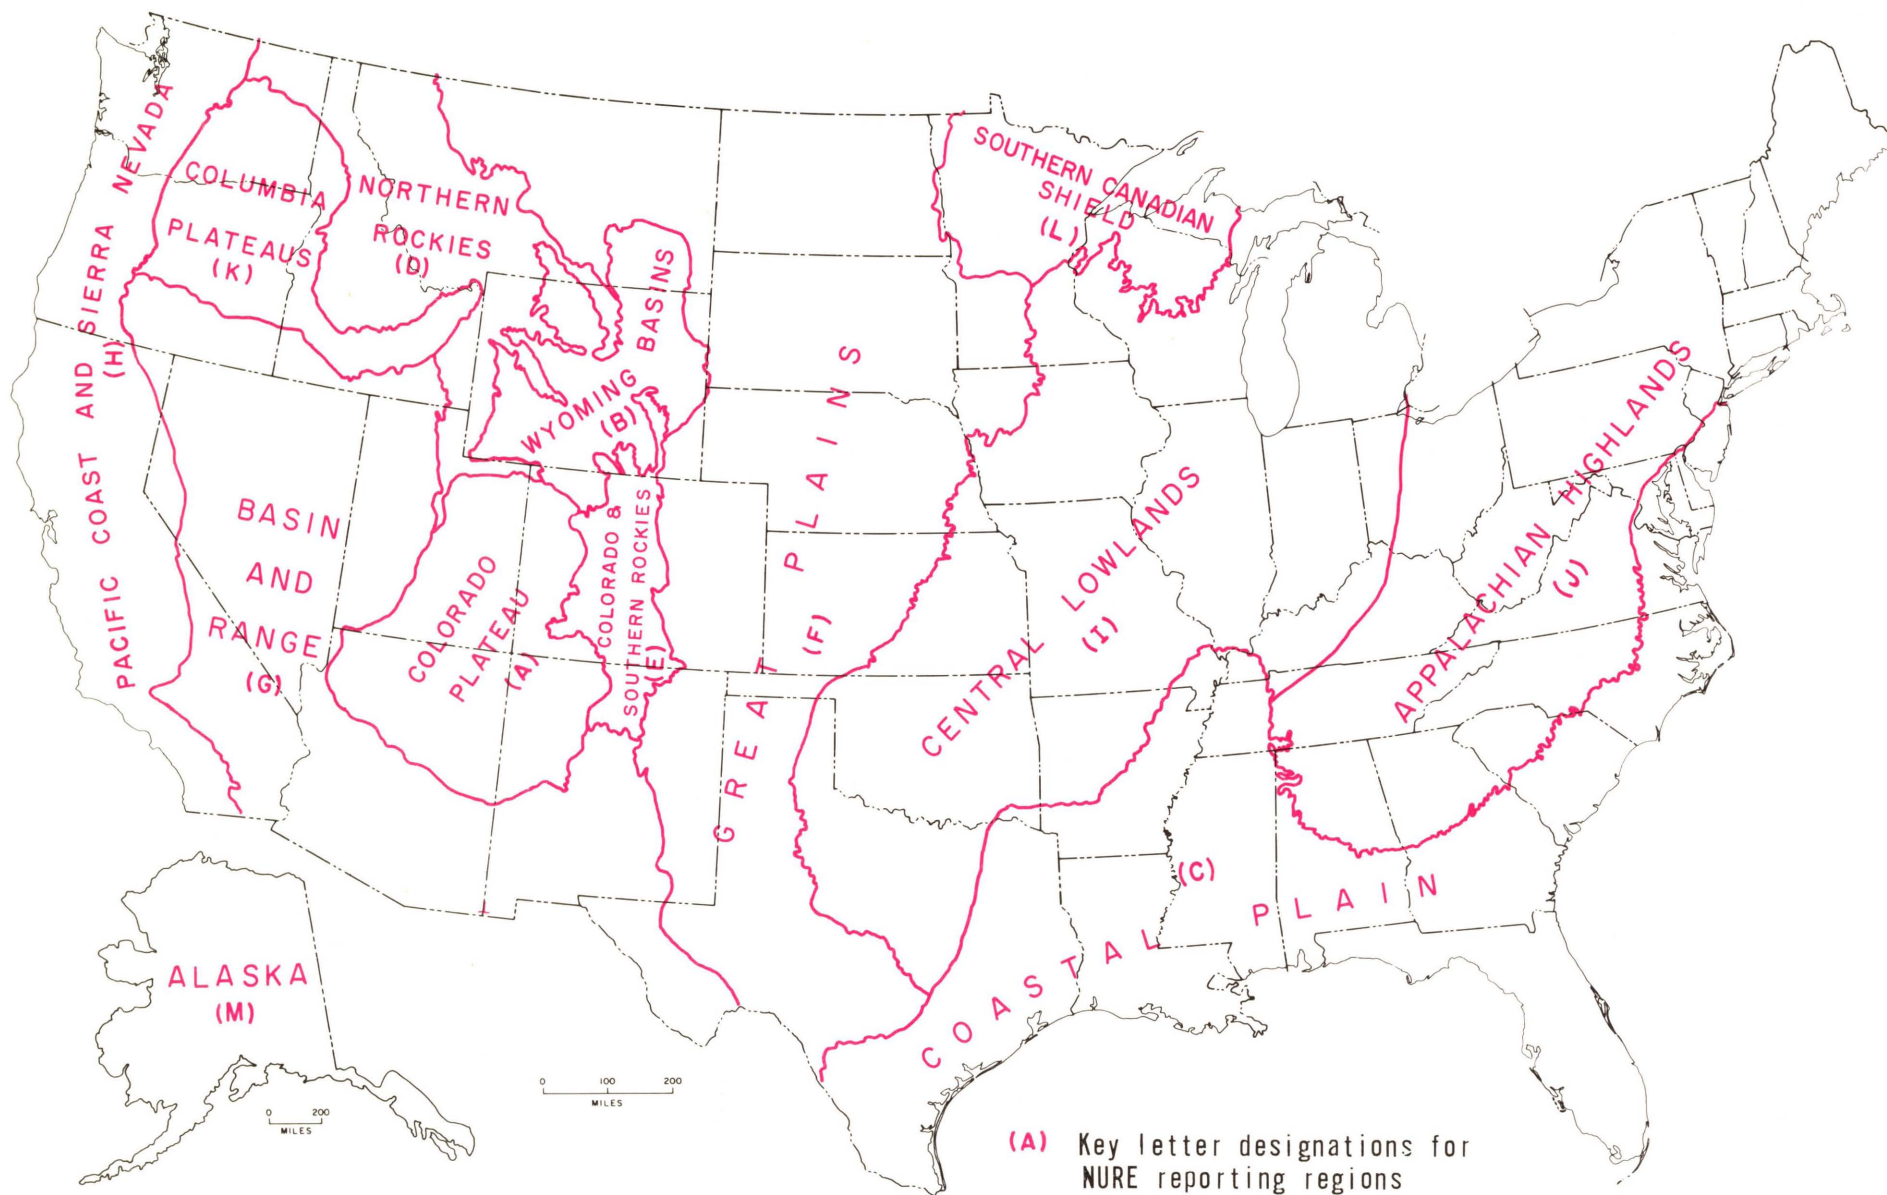 PACIFIC COAST AND SIERRA NEVADA
(H)
COLUMBIA
PLATEAUS
(K)
NORTHERN
ROCKIES
(D)
WYOMING BASINS
(B)
BASINS
SOUTHERN CANADIAN
SHIELD
(L)
BASIN
AND
RANGE
(G)
COLORADO
PLATEAU
(A)
COLORADO &
SOUTHERN ROCKIES
(E)
GREAT PLAINS
(F)
CENTRAL LOWLANDS
(I)
APPALACHIAN HIGHLANDS
(J)
COASTAL PLAIN
(C)
ALASKA
(M)
0 200
MILES
0 100 200
MILES
(A) Key letter designations for
NURE reporting regions